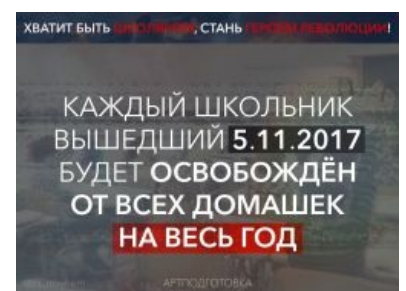 ХВАТИТ БЫТЬ ШКОЛЬНИКОМ, СТАНЬ ГЕРОЕМ РЕВОЛЮЦИИ!
КАЖДЫЙ ШКОЛЬНИК
ВЫШЕДШИЙ 5.11.2017
БУДЕТ ОСВОБОЖДЁН
ОТ ВСЕХ ДОМАШЕК
НА ВЕСЬ ГОД
АРТПОДГОТОВКА